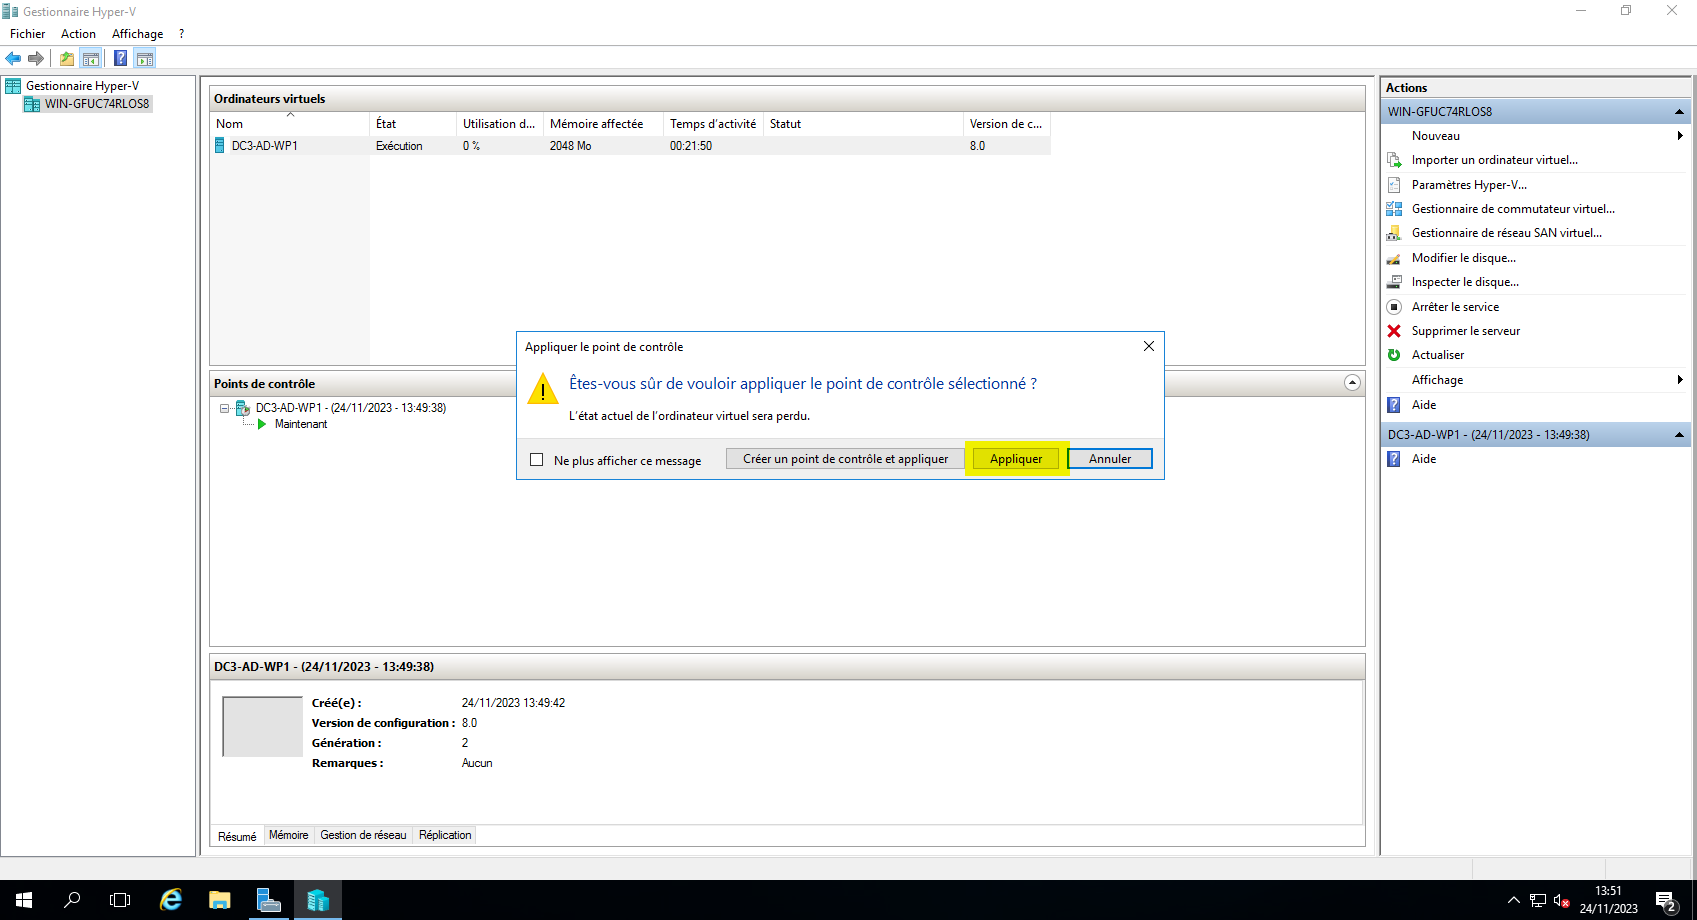 Gestionnaire Hyper-V
Fichier Action Affichage ?
Gestionnaire Hyper-V
WIN-GFUC74RLOS8
Ordinateurs virtuels
Nom État Utilisation d... Mémoire affectée Temps d'activité Statut Version de c...
DC3-AD-WP1 Exécution 0 % 2048 Mo 00:21:50 8.0
Points de contrôle
DC3-AD-WP1 - (24/11/2023 - 13:49:38)
Maintenant
Appliquer le point de contrôle
Êtes-vous sûr de vouloir appliquer le point de contrôle sélectionné ?
L'état actuel de l'ordinateur virtuel sera perdu.
Ne plus afficher ce message Créer un point de contrôle et appliquer Appliquer Annuler
DC3-AD-WP1 - (24/11/2023 - 13:49:38)
Créé(e) : 24/11/2023 13:49:42
Version de configuration : 8.0
Génération : 2
Remarques : Aucun
Résumé Mémoire Gestion de réseau Réplication
Actions
WIN-GFUC74RLOS8
Nouveau
Importer un ordinateur virtuel...
Paramètres Hyper-V...
Gestionnaire de commutateur virtuel...
Gestionnaire de réseau SAN virtuel...
Modifier le disque...
Inspecter le disque...
Arrêter le service
Supprimer le serveur
Actualiser
Affichage
Aide
DC3-AD-WP1 - (24/11/2023 - 13:49:38)
Aide
13:51
24/11/2023
2